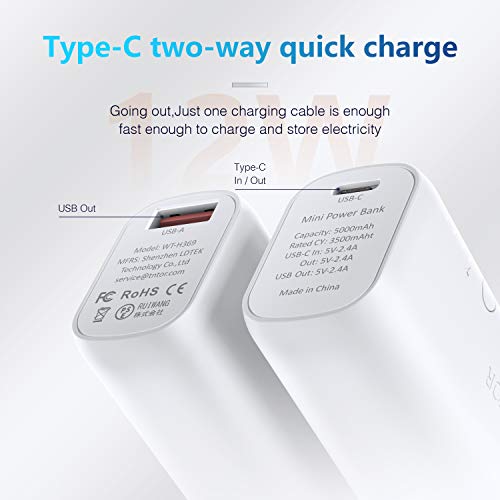 Type-C two-way quick charge
12W
Going out,Just one charging cable is enough
fast enough to charge and store electricity
Type-C
In / Out
USB Out
USB-A
Model: WT-H369
MFRS: Shenzhen LDTEK
Technology Co.,Ltd
service@tntor.com
FC RoHS CE
PS RUIWANG
株式会社
USB-C
Mini Power Bank
Capacity: 5000mAh
Rated CY: 3500mAht
USB-C In: 5V-2.4A
Out: 5V-2.4A
USB Out: 5V-2.4A
Made in China